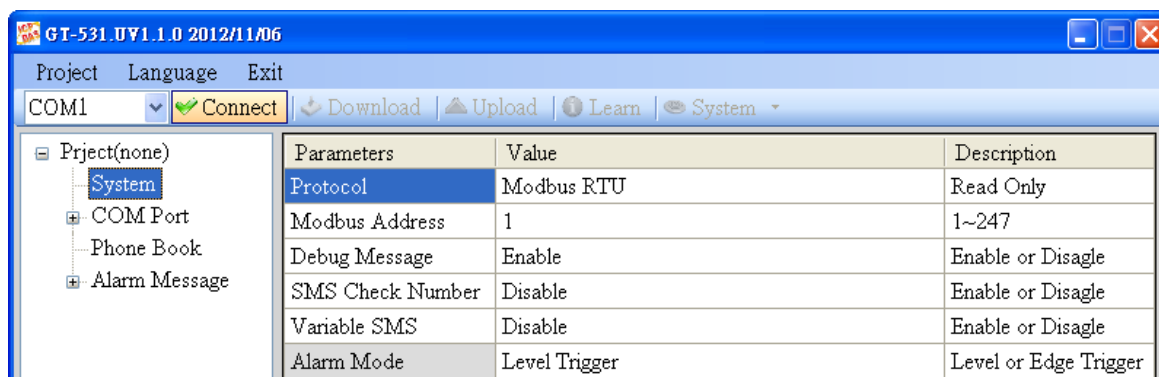 GT-531.UV1.1.0 2012/11/06
Project Language Exit
COM1 Connect Download Upload Learn System
Prject(none)
System
COM Port
Phone Book
Alarm Message
Parameters Value Description
Protocol Modbus RTU Read Only
Modbus Address 1 1~247
Debug Message Enable Enable or Disagle
SMS Check Number Disable Enable or Disagle
Variable SMS Disable Enable or Disagle
Alarm Mode Level Trigger Level or Edge Trigger